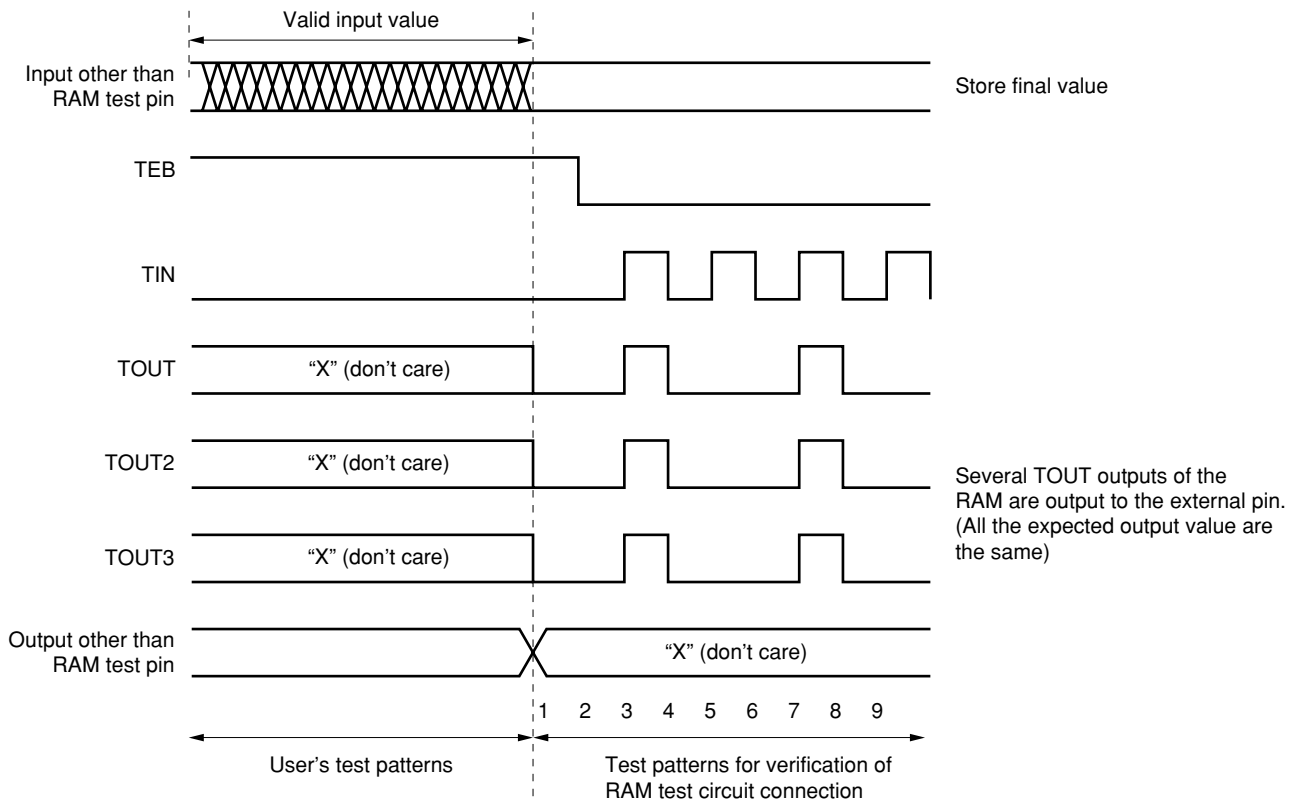 Valid input value
Input other than
RAM test pin
Store final value
TEB
TIN
TOUT
“X” (don’t care)
TOUT2
“X” (don’t care)
Several TOUT outputs of the
RAM are output to the external pin.
(All the expected output value are
the same)
TOUT3
“X” (don’t care)
Output other than
RAM test pin
“X” (don’t care)
1 2 3 4 5 6 7 8 9
User’s test patterns
Test patterns for verification of
RAM test circuit connection